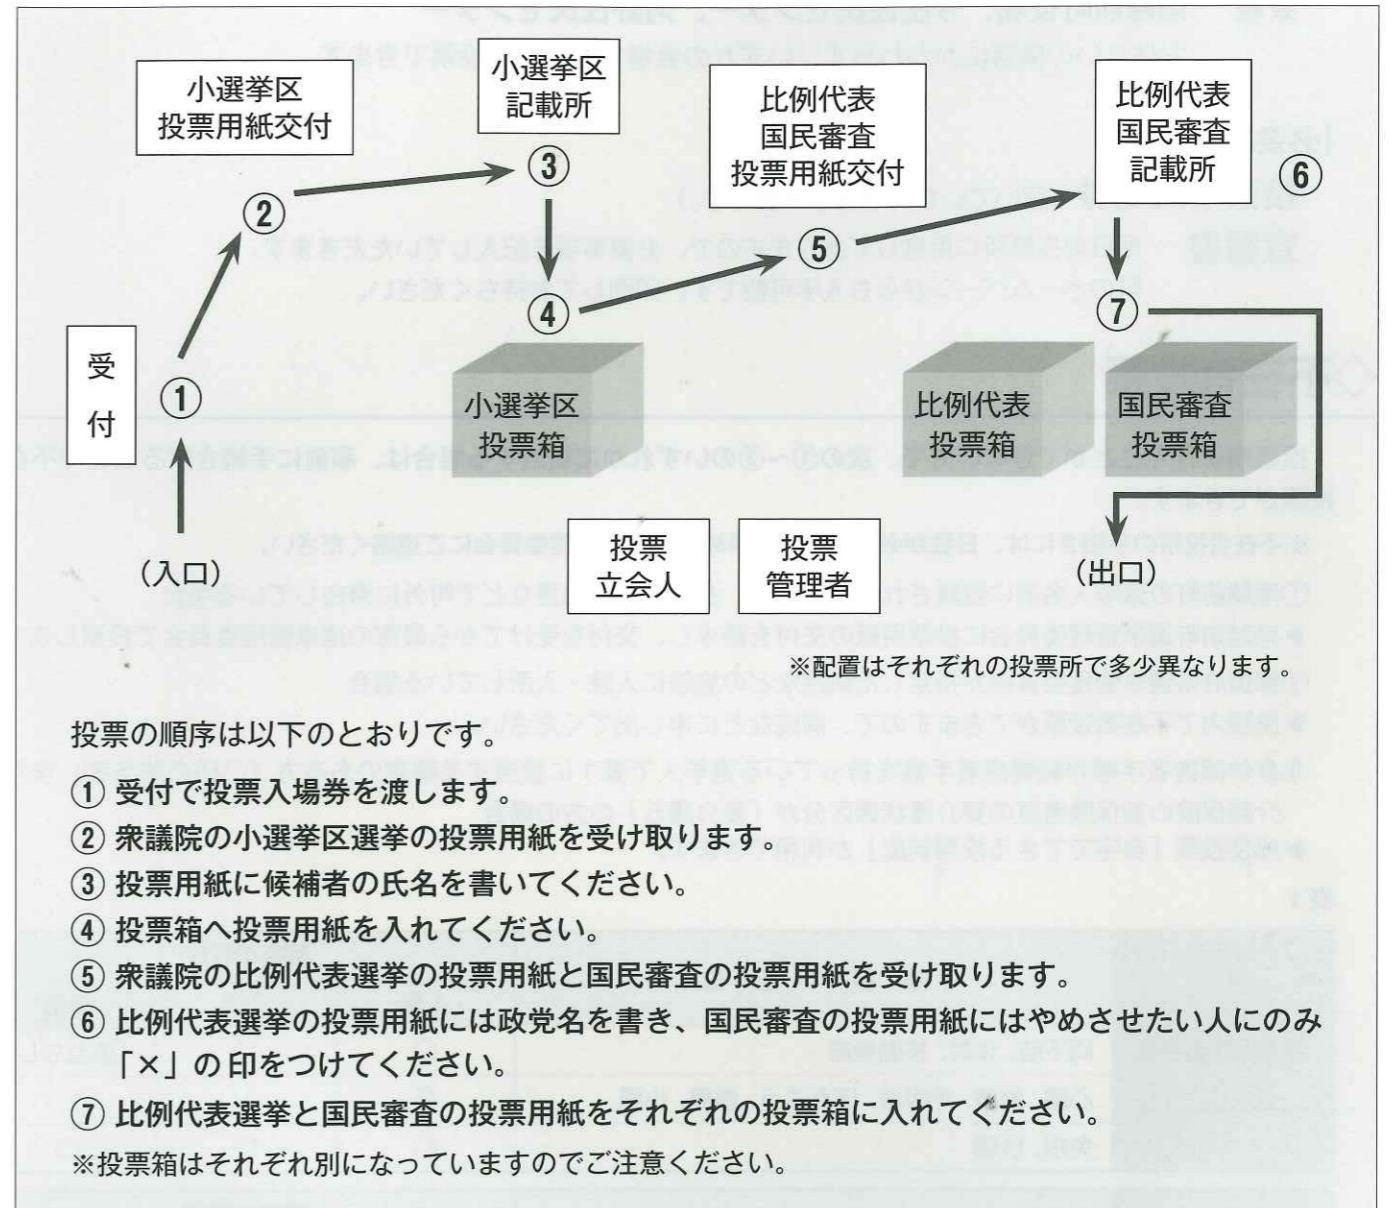 小選挙区
投票用紙交付
小選挙区
記載所
比例代表
国民審査
投票用紙交付
比例代表
国民審査
記載所
⑥
③
②
⑤
④
⑦
受
付
①
小選挙区
投票箱
比例代表
投票箱
国民審査
投票箱
（入口）
投票
立会人
投票
管理者
（出口）
※配置はそれぞれの投票所で多少異なります。
投票の順序は以下のとおりです。
① 受付で投票入場券を渡します。
② 衆議院の小選挙区選挙の投票用紙を受け取ります。
③ 投票用紙に候補者の氏名を書いてください。
④ 投票箱へ投票用紙を入れてください。
⑤ 衆議院の比例代表選挙の投票用紙と国民審査の投票用紙を受け取ります。
⑥ 比例代表選挙の投票用紙には政党名を書き、国民審査の投票用紙にはやめさせたい人にのみ
「×」の印をつけてください。
⑦ 比例代表選挙と国民審査の投票用紙をそれぞれの投票箱に入れてください。
※投票箱はそれぞれ別になっていますのでご注意ください。